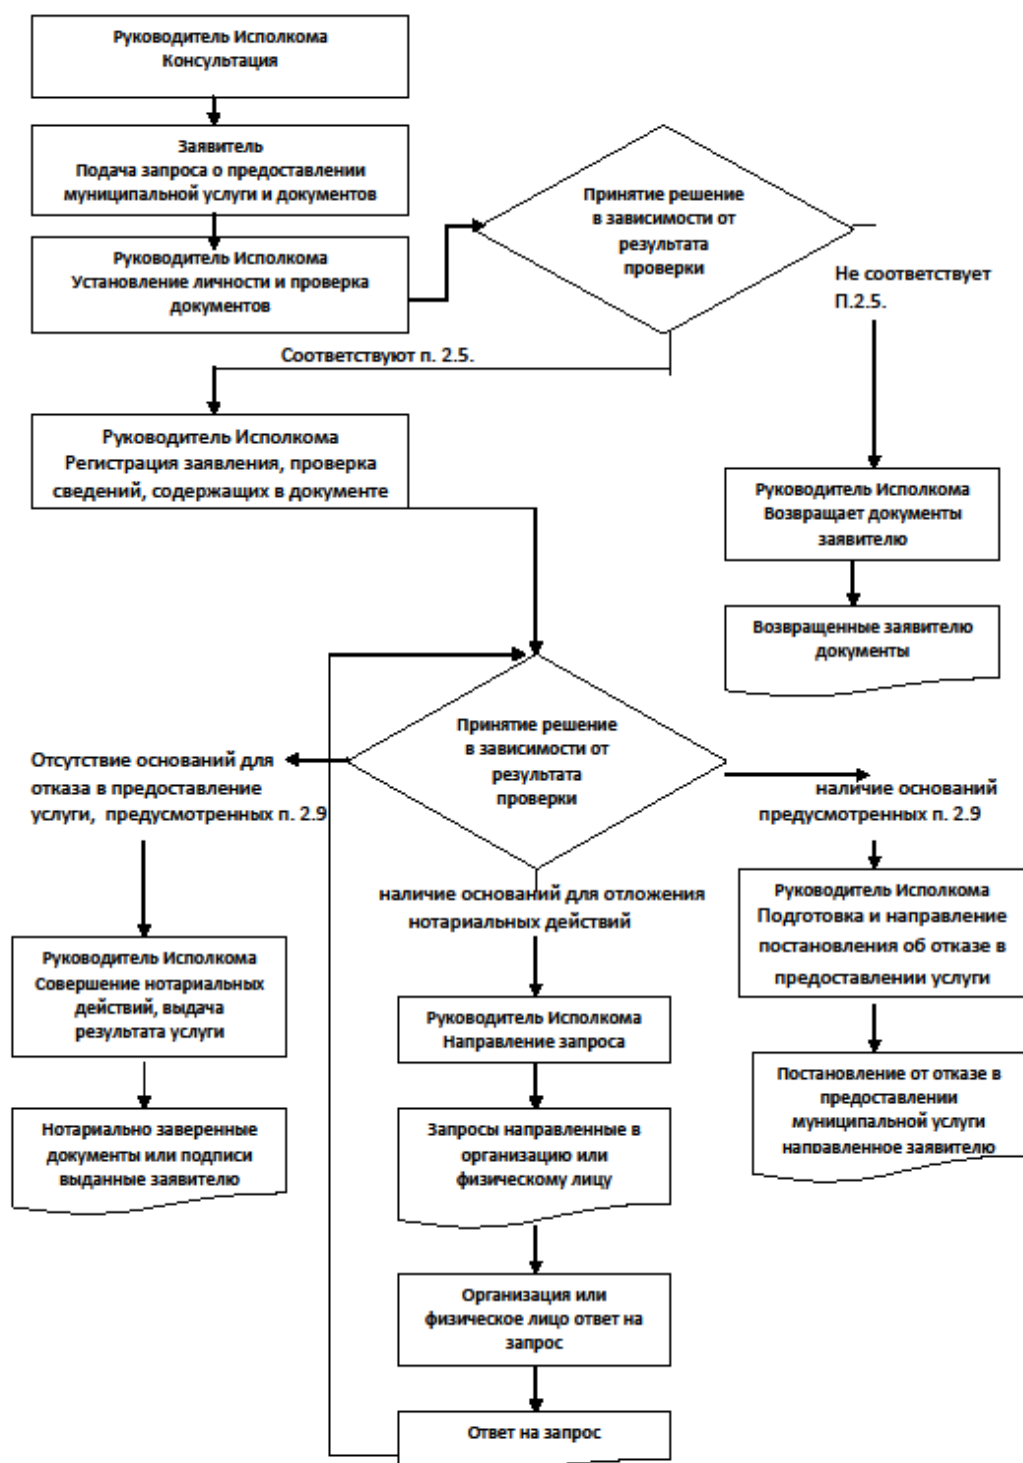 Руководитель Исполкома
Консультация
Заявитель
Подача запроса о предоставлении
муниципальной услуги и документов
Руководитель Исполкома
Установление личности и проверка
документов
Принятие решение
в зависимости от
результата
проверки
Не соответствует
П.2.5.
Соответствуют п. 2.5.
Руководитель Исполкома
Регистрация заявления, проверка
сведений, содержащих в документе
Руководитель Исполкома
Возвращает документы
заявителю
Возвращенные заявителю
документы
Принятие решение
в зависимости от
результата
проверки
Отсутствие оснований для
отказа в предоставление
услуги, предусмотренных п. 2.9
наличие оснований
предусмотренных п. 2.9
наличие оснований для отложения
нотариальных действий
Руководитель Исполкома
Совершение нотариальных
действий, выдача
результата услуги
Нотариально заверенные
документы или подписи
выданные заявителю
Руководитель Исполкома
Направление запроса
Запросы направленные в
организацию или
физическому лицу
Организация или
физическое лицо ответ на
запрос
Ответ на запрос
Руководитель Исполкома
Подготовка и направление
постановления об отказе в
предоставлении услуги
Постановление от отказе в
предоставлении
муниципальной услуги
направленное заявителю